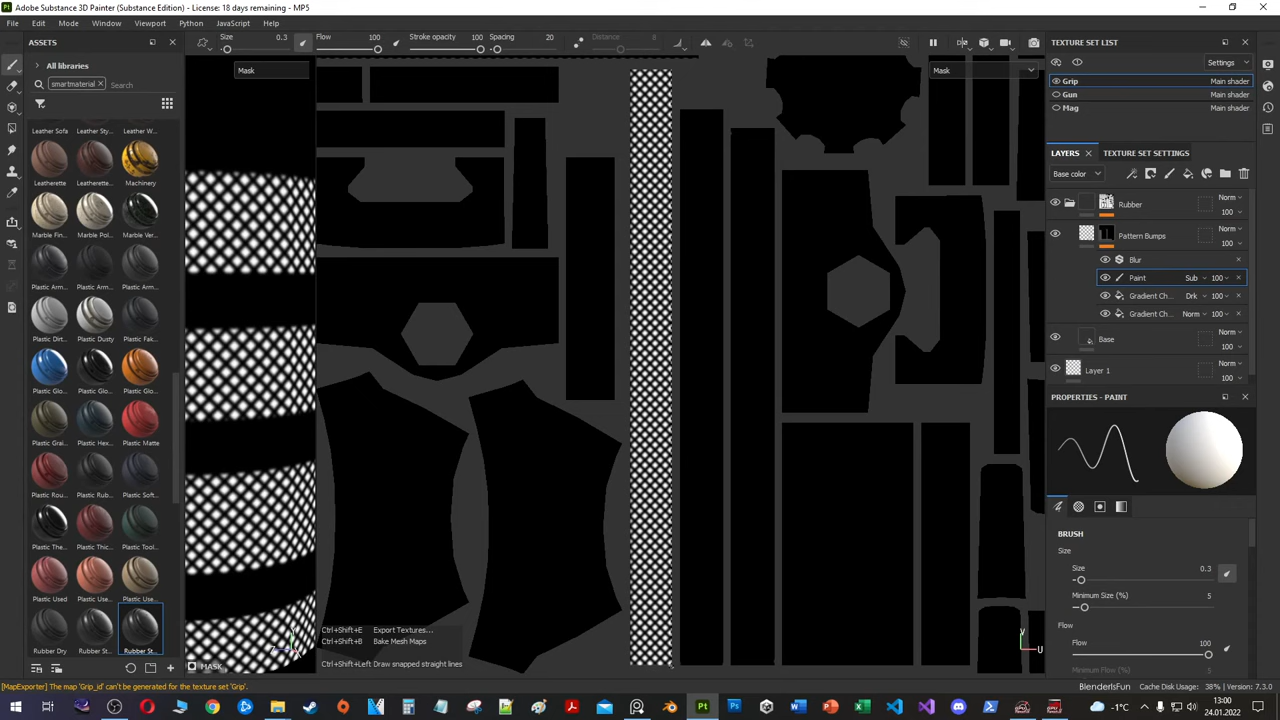 Adobe Substance 3D Painter (Substance Edition) - License: 18 days remaining - MP5
File Edit Mode Window Viewport Python JavaScript Help
ASSETS
Size 0.3 Flow 100 Stroke opacity 100 Spacing 20 Distance 8
All libraries
smartmaterial × Search
Leather Sofa Leather Sty... Leather W...
Leatherette Leatherette... Machinery
Marble Fin... Marble Pol... Marble Ver...
Plastic Arm... Plastic Arm... Plastic Arm...
Plastic Dirt... Plastic Dusty Plastic Fak...
Plastic Glo... Plastic Glo... Plastic Glo...
Plastic Grai... Plastic Hex... Plastic Matte
Plastic Rou... Plastic Rub... Plastic Soft...
Plastic The... Plastic Thic... Plastic Tool...
Plastic Used Plastic Use... Plastic Use...
Rubber Dry Rubber St... Rubber St...
Mask
Mask
MASK
Ctrl+Shift+E Export Textures...
Ctrl+Shift+B Bake Mesh Maps
Ctrl+Shift+Left Draw snapped straight lines
V
U
TEXTURE SET LIST
Settings
Grip Main shader
Gun Main shader
Mag Main shader
LAYERS × TEXTURE SET SETTINGS
Base color
Rubber Norm 100
Pattern Bumps Norm 100
Blur
Paint Sub 100
Gradient Ch... Drk 100
Gradient Ch... Norm 100
Base Norm 100
Layer 1 Norm 100
PROPERTIES - PAINT
BRUSH
Size
Size 0.3
Minimum Size (%) 5
Flow
Flow 100
Minimum Flow (%) 5
[MapExporter] The map 'Grip_id' can't be generated for the texture set 'Grip'.
BlenderIsFun Cache Disk Usage: 38% | Version: 7.3.0
-1°C 13:00
24.01.2022